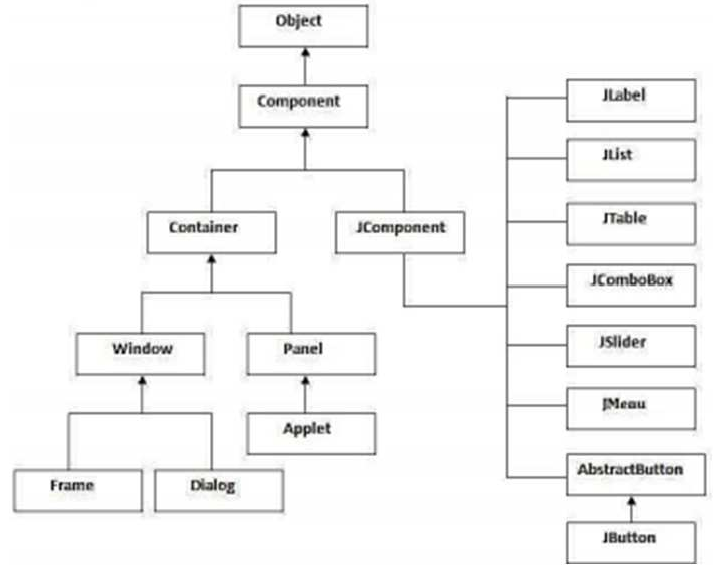 Object
Component
Container
JComponent
Window
Panel
Applet
Frame
Dialog
JLabel
JList
JTable
JComboBox
JSlider
JMenu
AbstractButton
JButton